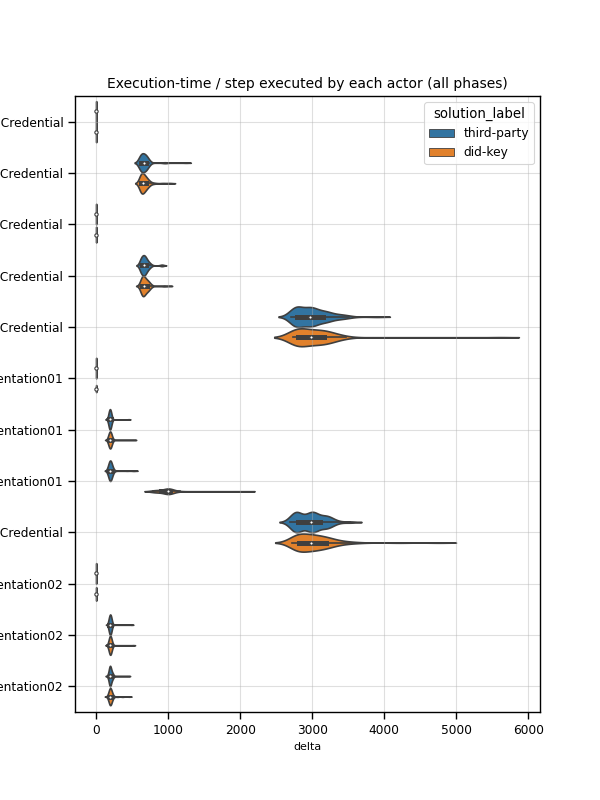 Execution-time / step executed by each actor (all phases)
solution_label
third-party
did-key
Credential
Credential
Credential
Credential
Credential
entation01
entation01
entation01
Credential
entation02
entation02
entation02
0 1000 2000 3000 4000 5000 6000
delta